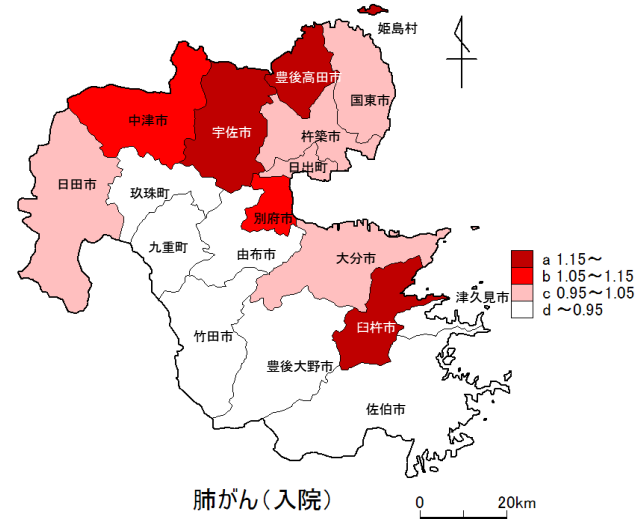 姫島村
豊後高田市
国東市
中津市
宇佐市
杵築市
日出町
日田市
玖珠町
別府市
九重町
由布市
大分市
a 1.15～
b 1.05～1.15
c 0.95～1.05
d ～0.95
津久見市
臼杵市
竹田市
豊後大野市
佐伯市
肺がん（入院）
0 20km